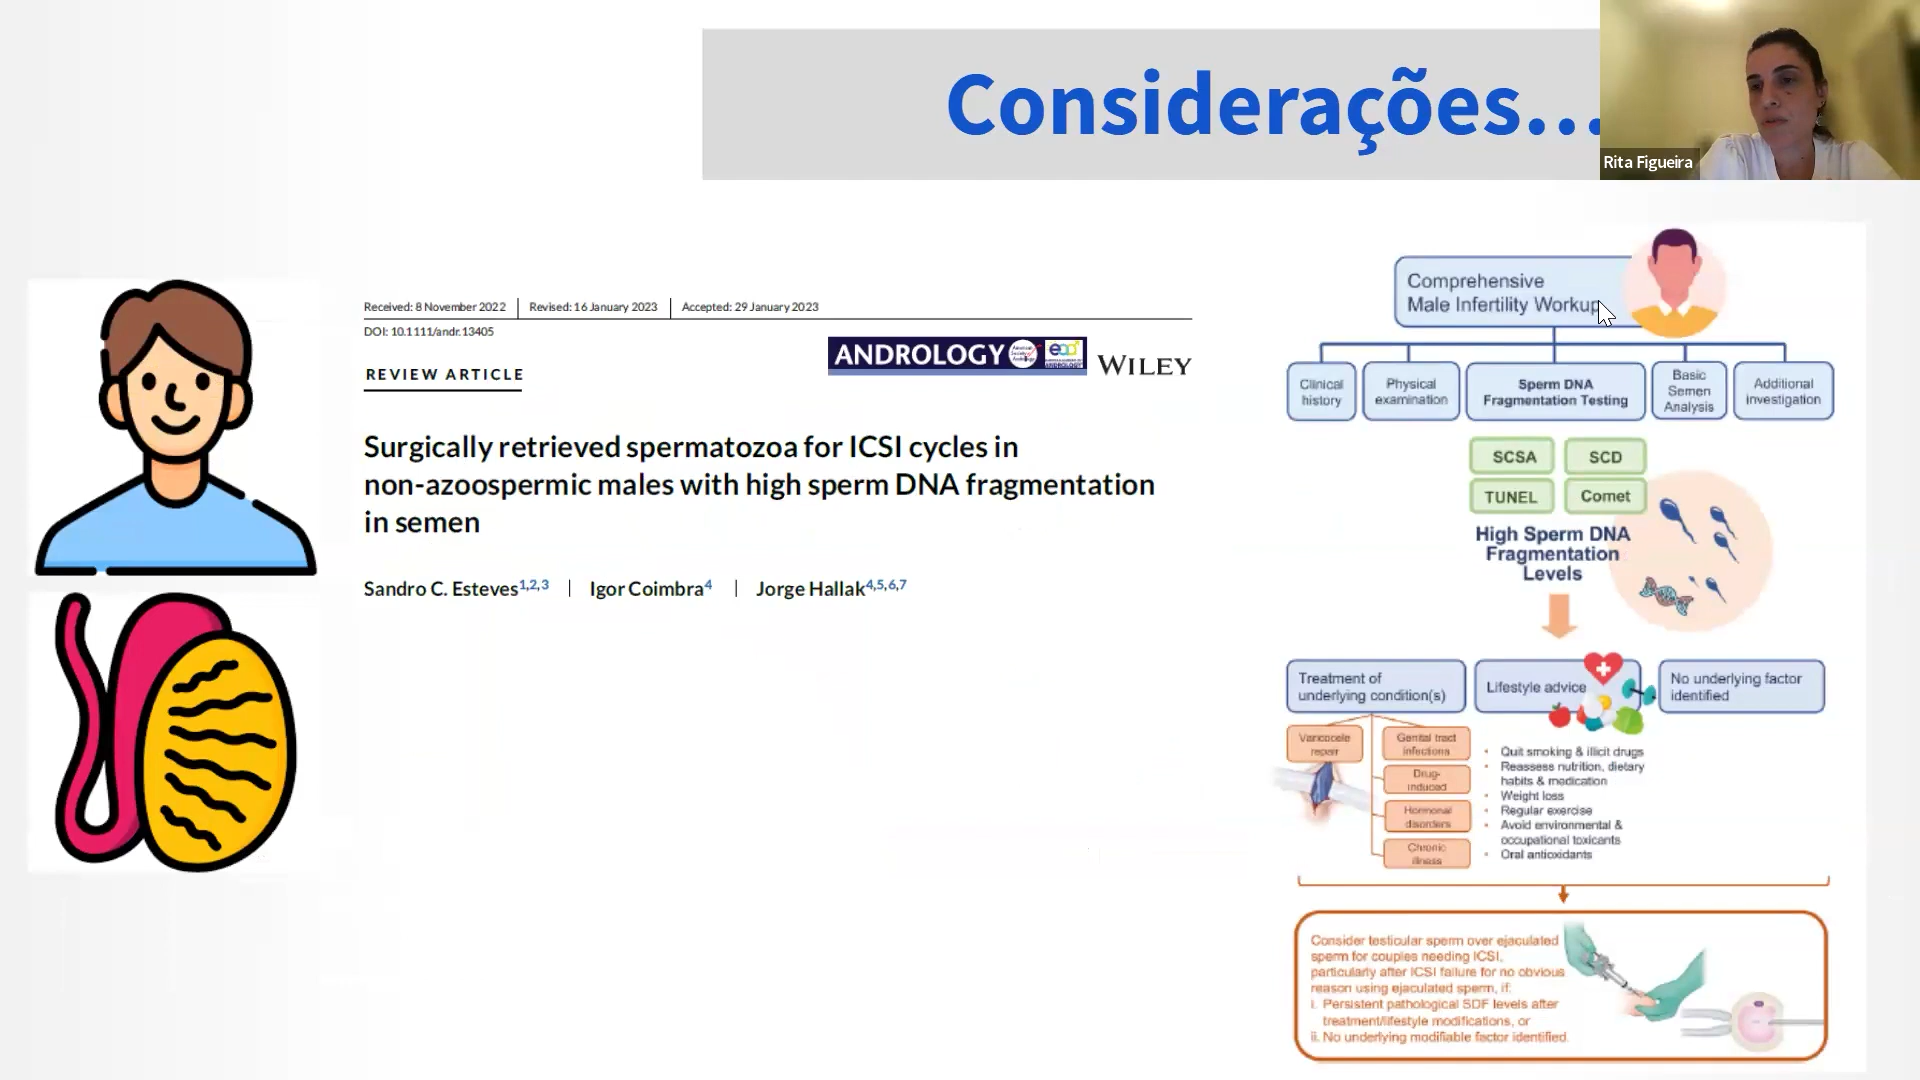 Considerações...
Rita Figueira
Received: 8 November 2022 | Revised: 16 January 2023 | Accepted: 29 January 2023
DOI: 10.1111/andr.13405
ANDROLOGY
WILEY
REVIEW ARTICLE
Surgically retrieved spermatozoa for ICSI cycles in
non-azoospermic males with high sperm DNA fragmentation
in semen
Sandro C. Esteves1,2,3 | Igor Coimbra4 | Jorge Hallak4,5,6,7
Comprehensive
Male Infertility Workup
Clinical
history
Physical
examination
Sperm DNA
Fragmentation Testing
Basic
Semen
Analysis
Additional
investigation
SCSA
SCD
TUNEL
Comet
High Sperm DNA
Fragmentation
Levels
Treatment of
underlying condition(s)
Lifestyle advice
No underlying factor
identified
Varicocele
repair
Genital tract
infections
Drug-
induced
Hormonal
disorders
Chronic
illness
• Quit smoking & illicit drugs
• Reassess nutrition, dietary
habits & medication
• Weight loss
• Regular exercise
• Avoid environmental &
occupational toxicants
• Oral antioxidants
Consider testicular sperm over ejaculated
sperm for couples needing ICSI,
particularly after ICSI failure for no obvious
reason using ejaculated sperm, if:
i. Persistent pathological SDF levels after
treatment/lifestyle modifications, or
ii. No underlying modifiable factor identified.